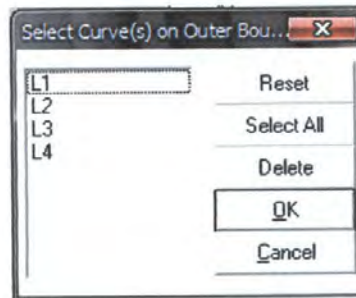 Select Curve(s) on Outer Bou...
L1
L2
L3
L4
Reset
Select All
Delete
OK
Cancel